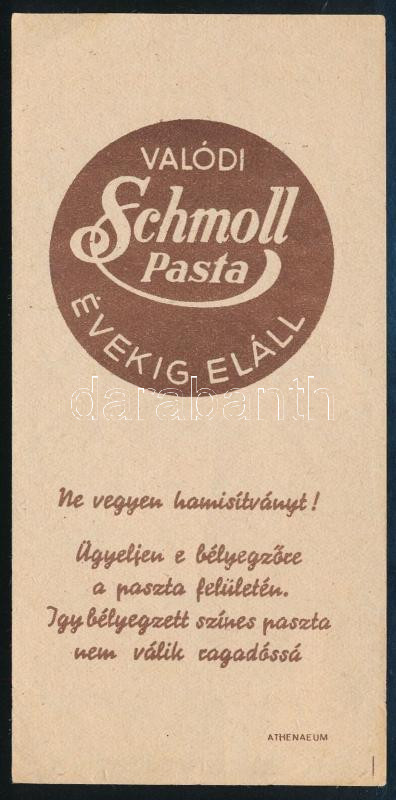 VALÓDI
Schmoll
Pasta
ÉVEKIG ELÁLL
darabanth
Ne vegyen hamisítványt!
Ügyeljen e bélyegzőre
a paszta felületén.
Igy bélyegzett színes paszta
nem válik ragadóssá
ATHENAEUM